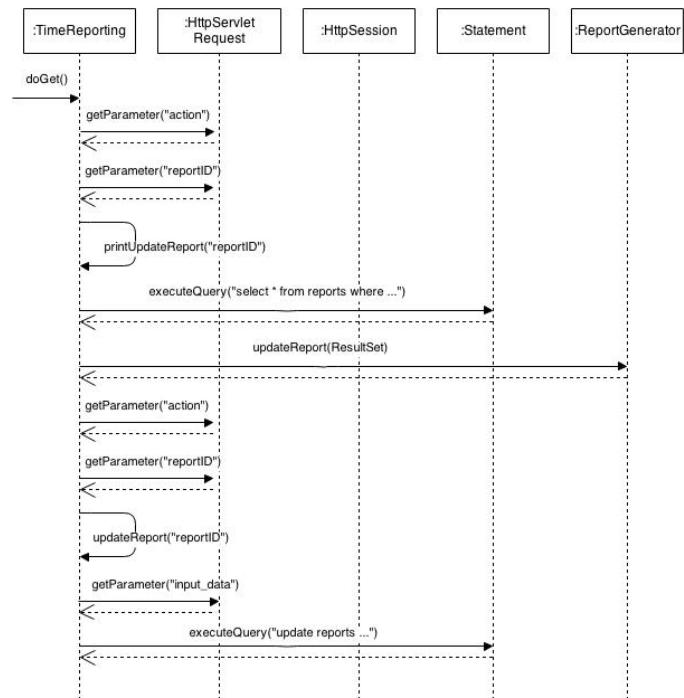 :TimeReporting
:HttpServlet
Request
:HttpSession
:Statement
:ReportGenerator
doGet()
getParameter("action")
getParameter("reportID")
printUpdateReport("reportID")
executeQuery("select * from reports where ...")
updateReport(ResultSet)
getParameter("action")
getParameter("reportID")
updateReport("reportID")
getParameter("input_data")
executeQuery("update reports ...")